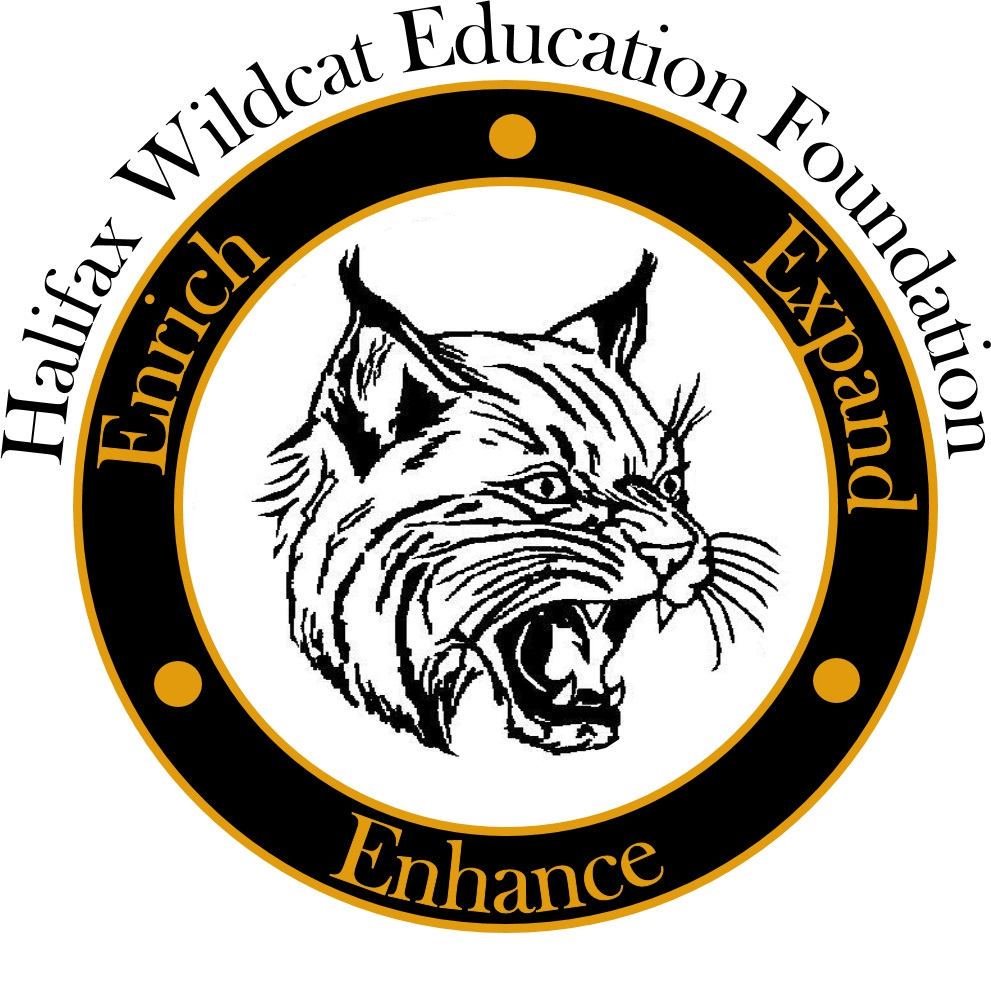 Halifax Wildcat Education Foundation
Enrich
Expand
Enhance